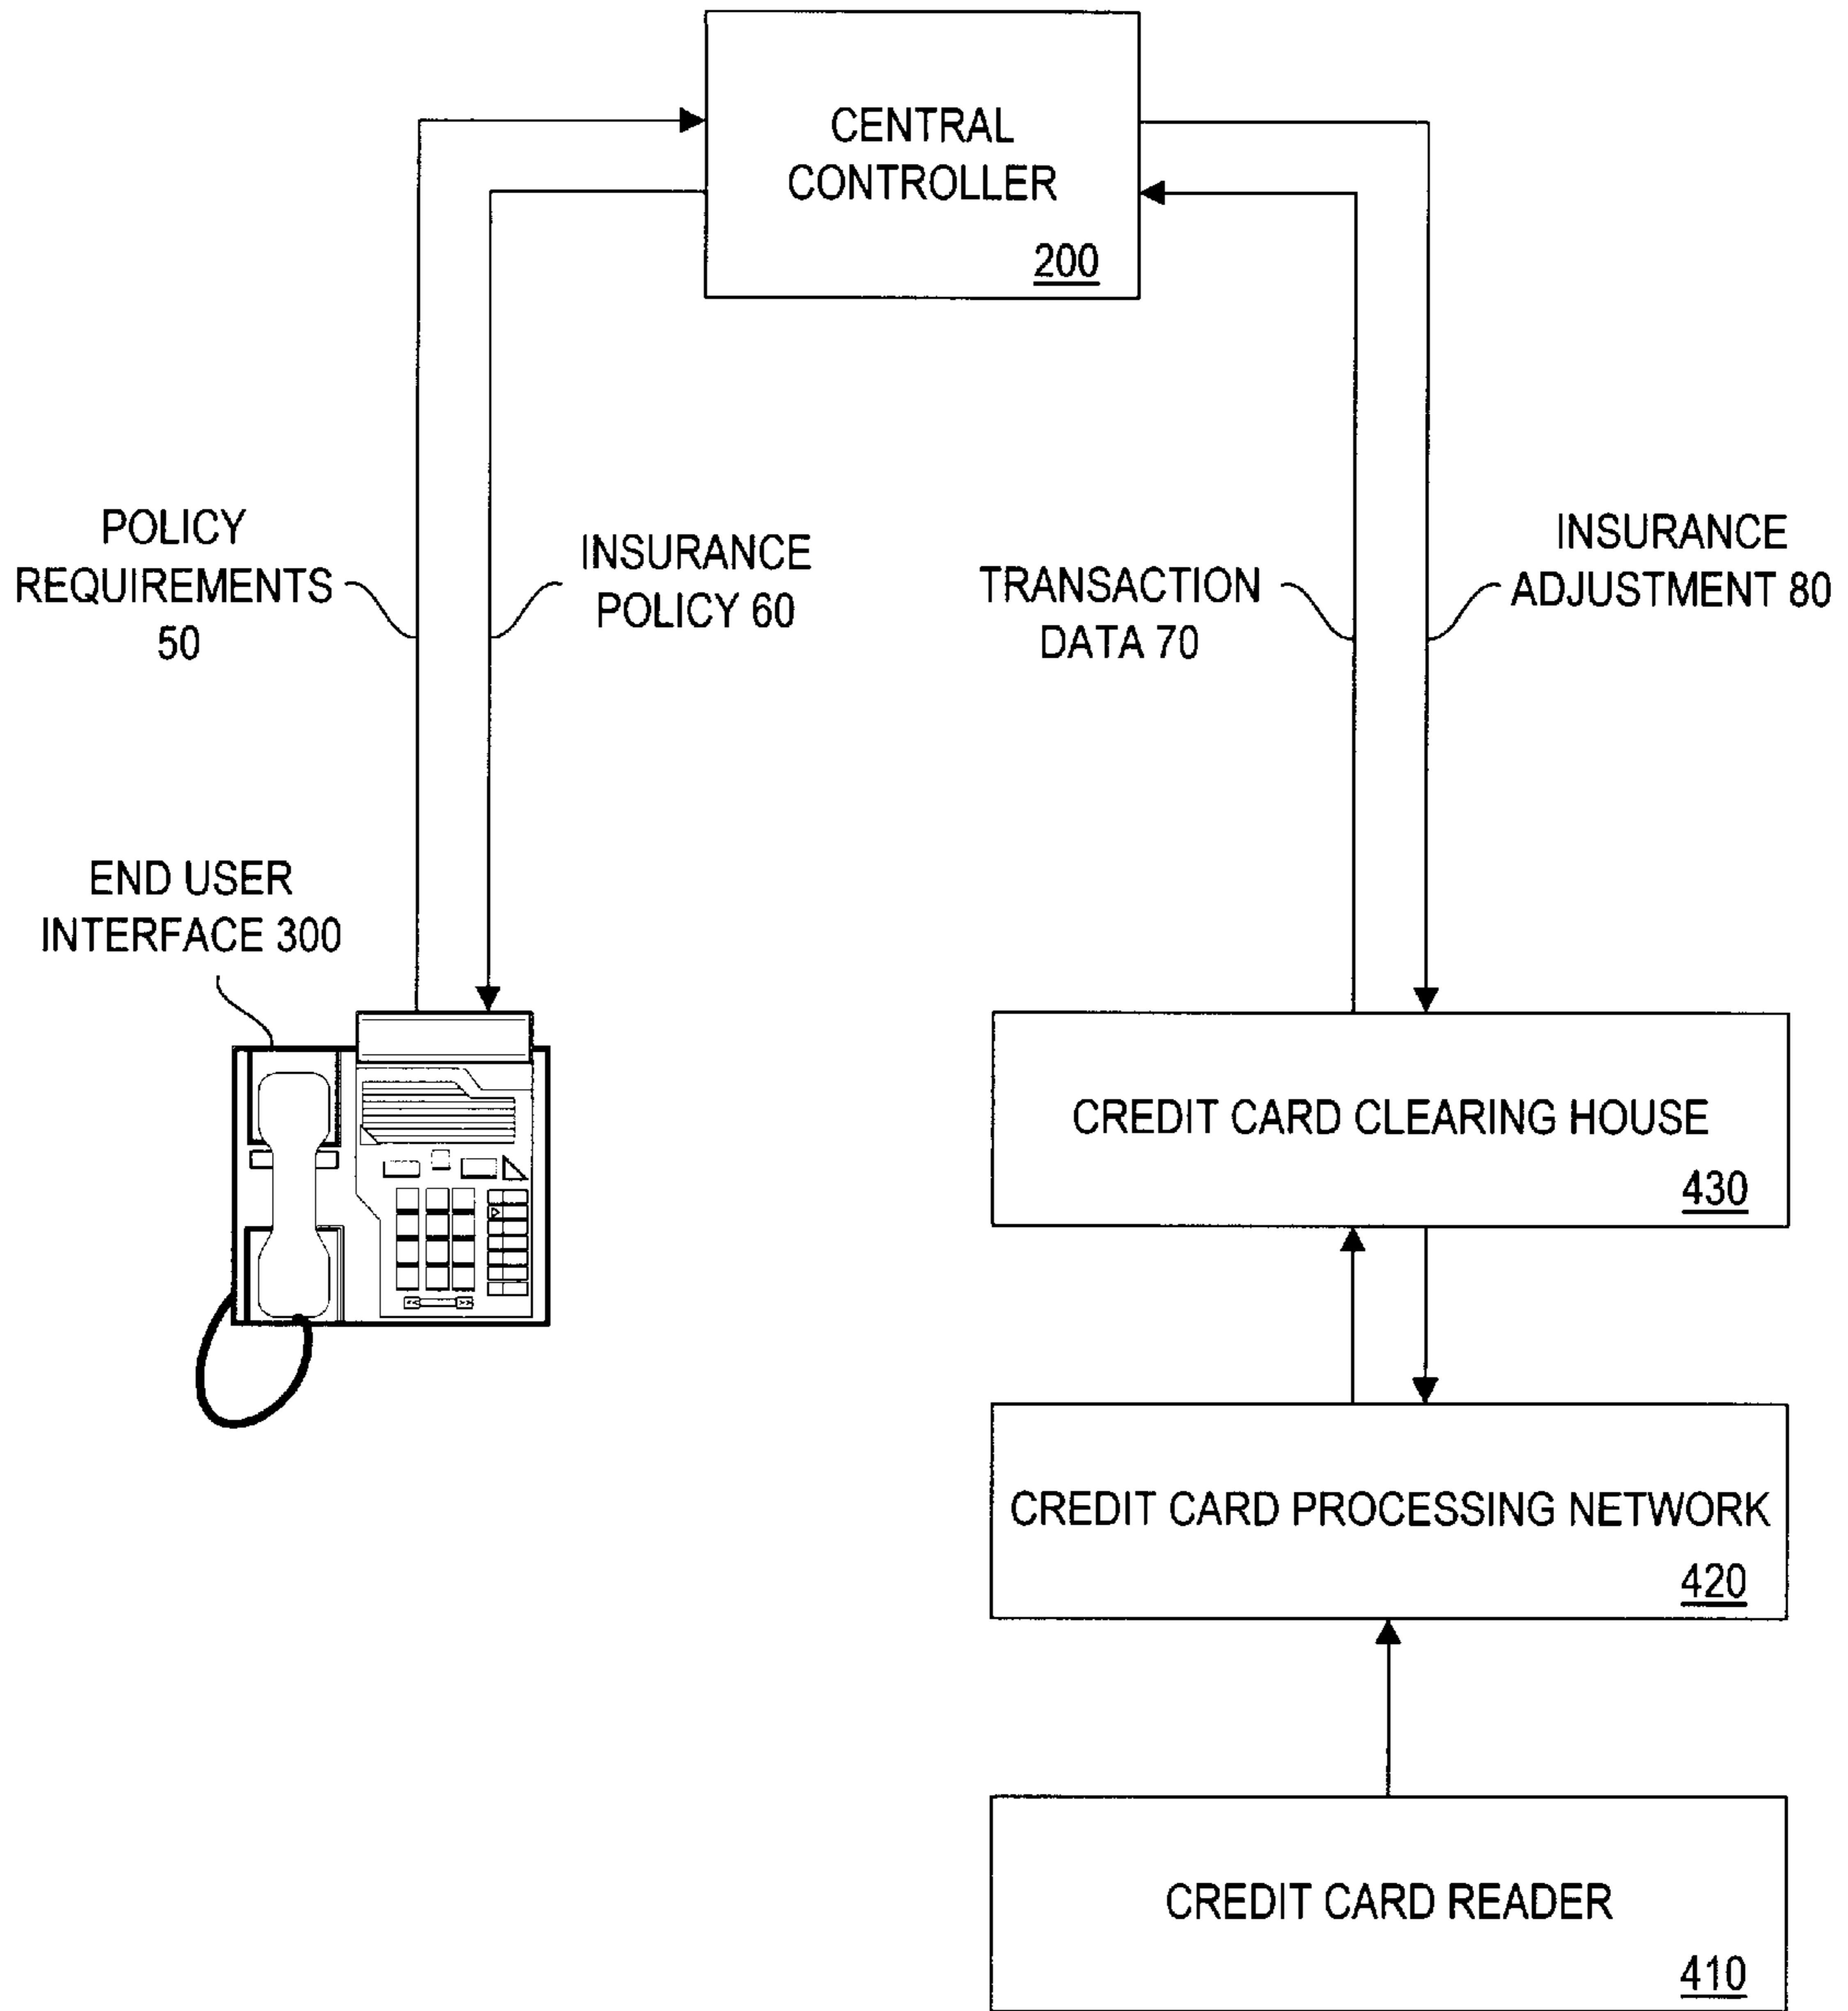 CENTRAL
CONTROLLER
200
POLICY
REQUIREMENTS
50
INSURANCE
POLICY 60
TRANSACTION
DATA 70
INSURANCE
ADJUSTMENT 80
END USER
INTERFACE 300
CREDIT CARD CLEARING HOUSE
430
CREDIT CARD PROCESSING NETWORK
420
CREDIT CARD READER
410